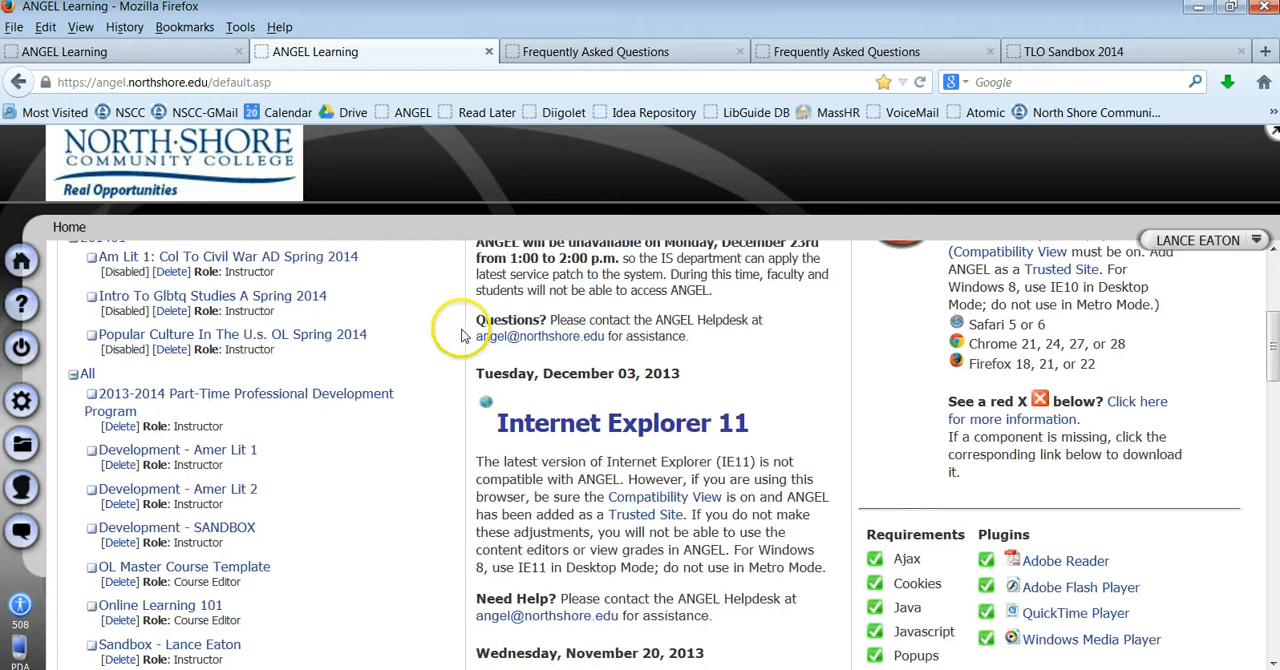 ANGEL Learning - Mozilla Firefox
File Edit View History Bookmarks Tools Help
ANGEL Learning × ANGEL Learning × Frequently Asked Questions × Frequently Asked Questions × TLO Sandbox 2014 × +
https://angel.northshore.edu/default.asp
Google
Most Visited NSCC NSCC-GMail 20 Calendar Drive ANGEL Read Later Diigolet Idea Repository LibGuide DB MassHR VoiceMail Atomic North Shore Communi... »
NORTH·SHORE
COMMUNITY COLLEGE
Real Opportunities
Home
LANCE EATON
Am Lit 1: Col To Civil War AD Spring 2014
[Disabled] [Delete] Role: Instructor
Intro To Glbtq Studies A Spring 2014
[Disabled] [Delete] Role: Instructor
Popular Culture In The U.s. OL Spring 2014
[Disabled] [Delete] Role: Instructor
All
2013-2014 Part-Time Professional Development
Program
[Delete] Role: Instructor
Development - Amer Lit 1
[Delete] Role: Instructor
Development - Amer Lit 2
[Delete] Role: Instructor
Development - SANDBOX
[Delete] Role: Instructor
OL Master Course Template
[Delete] Role: Course Editor
Online Learning 101
[Delete] Role: Course Editor
Sandbox - Lance Eaton
[Delete] Role: Instructor
508
PDA
ANGEL will be unavailable on Monday, December 23rd
from 1:00 to 2:00 p.m. so the IS department can apply the
latest service patch to the system. During this time, faculty and
students will not be able to access ANGEL.
Questions? Please contact the ANGEL Helpdesk at
angel@northshore.edu for assistance.
Tuesday, December 03, 2013
Internet Explorer 11
The latest version of Internet Explorer (IE11) is not
compatible with ANGEL. However, if you are using this
browser, be sure the Compatibility View is on and ANGEL
has been added as a Trusted Site. If you do not make
these adjustments, you will not be able to use the
content editors or view grades in ANGEL. For Windows
8, use IE11 in Desktop Mode; do not use in Metro Mode.
Need Help? Please contact the ANGEL Helpdesk at
angel@northshore.edu for assistance.
Wednesday, November 20, 2013
(Compatibility View must be on. Add
ANGEL as a Trusted Site. For
Windows 8, use IE10 in Desktop
Mode; do not use in Metro Mode.)
Safari 5 or 6
Chrome 21, 24, 27, or 28
Firefox 18, 21, or 22
See a red X below? Click here
for more information.
If a component is missing, click the
corresponding link below to download
it.
Requirements Plugins
Ajax Adobe Reader
Cookies Adobe Flash Player
Java QuickTime Player
Javascript Windows Media Player
Popups